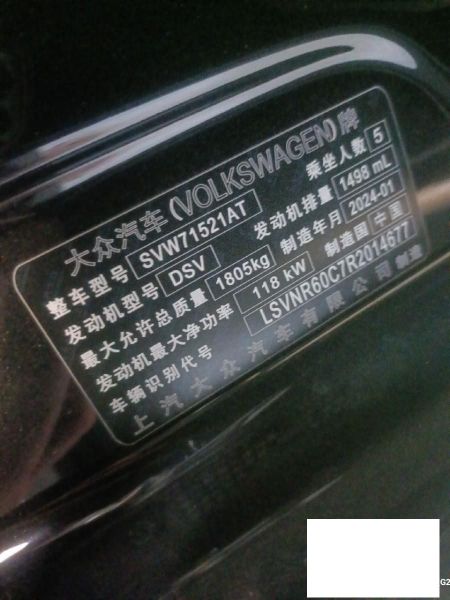 大众汽车(VOLKSWAGEN)牌
整车型号 SVW71521AT 乘坐人数 5
发动机型号 DSV 发动机排量 1498 mL
最大允许总质量 1805kg 制造年月 2024-01
发动机最大净功率 118 kW 制造国 中国
车辆识别代号 LSVNR60C7R2014677
上汽大众汽车有限公司 制造
G2